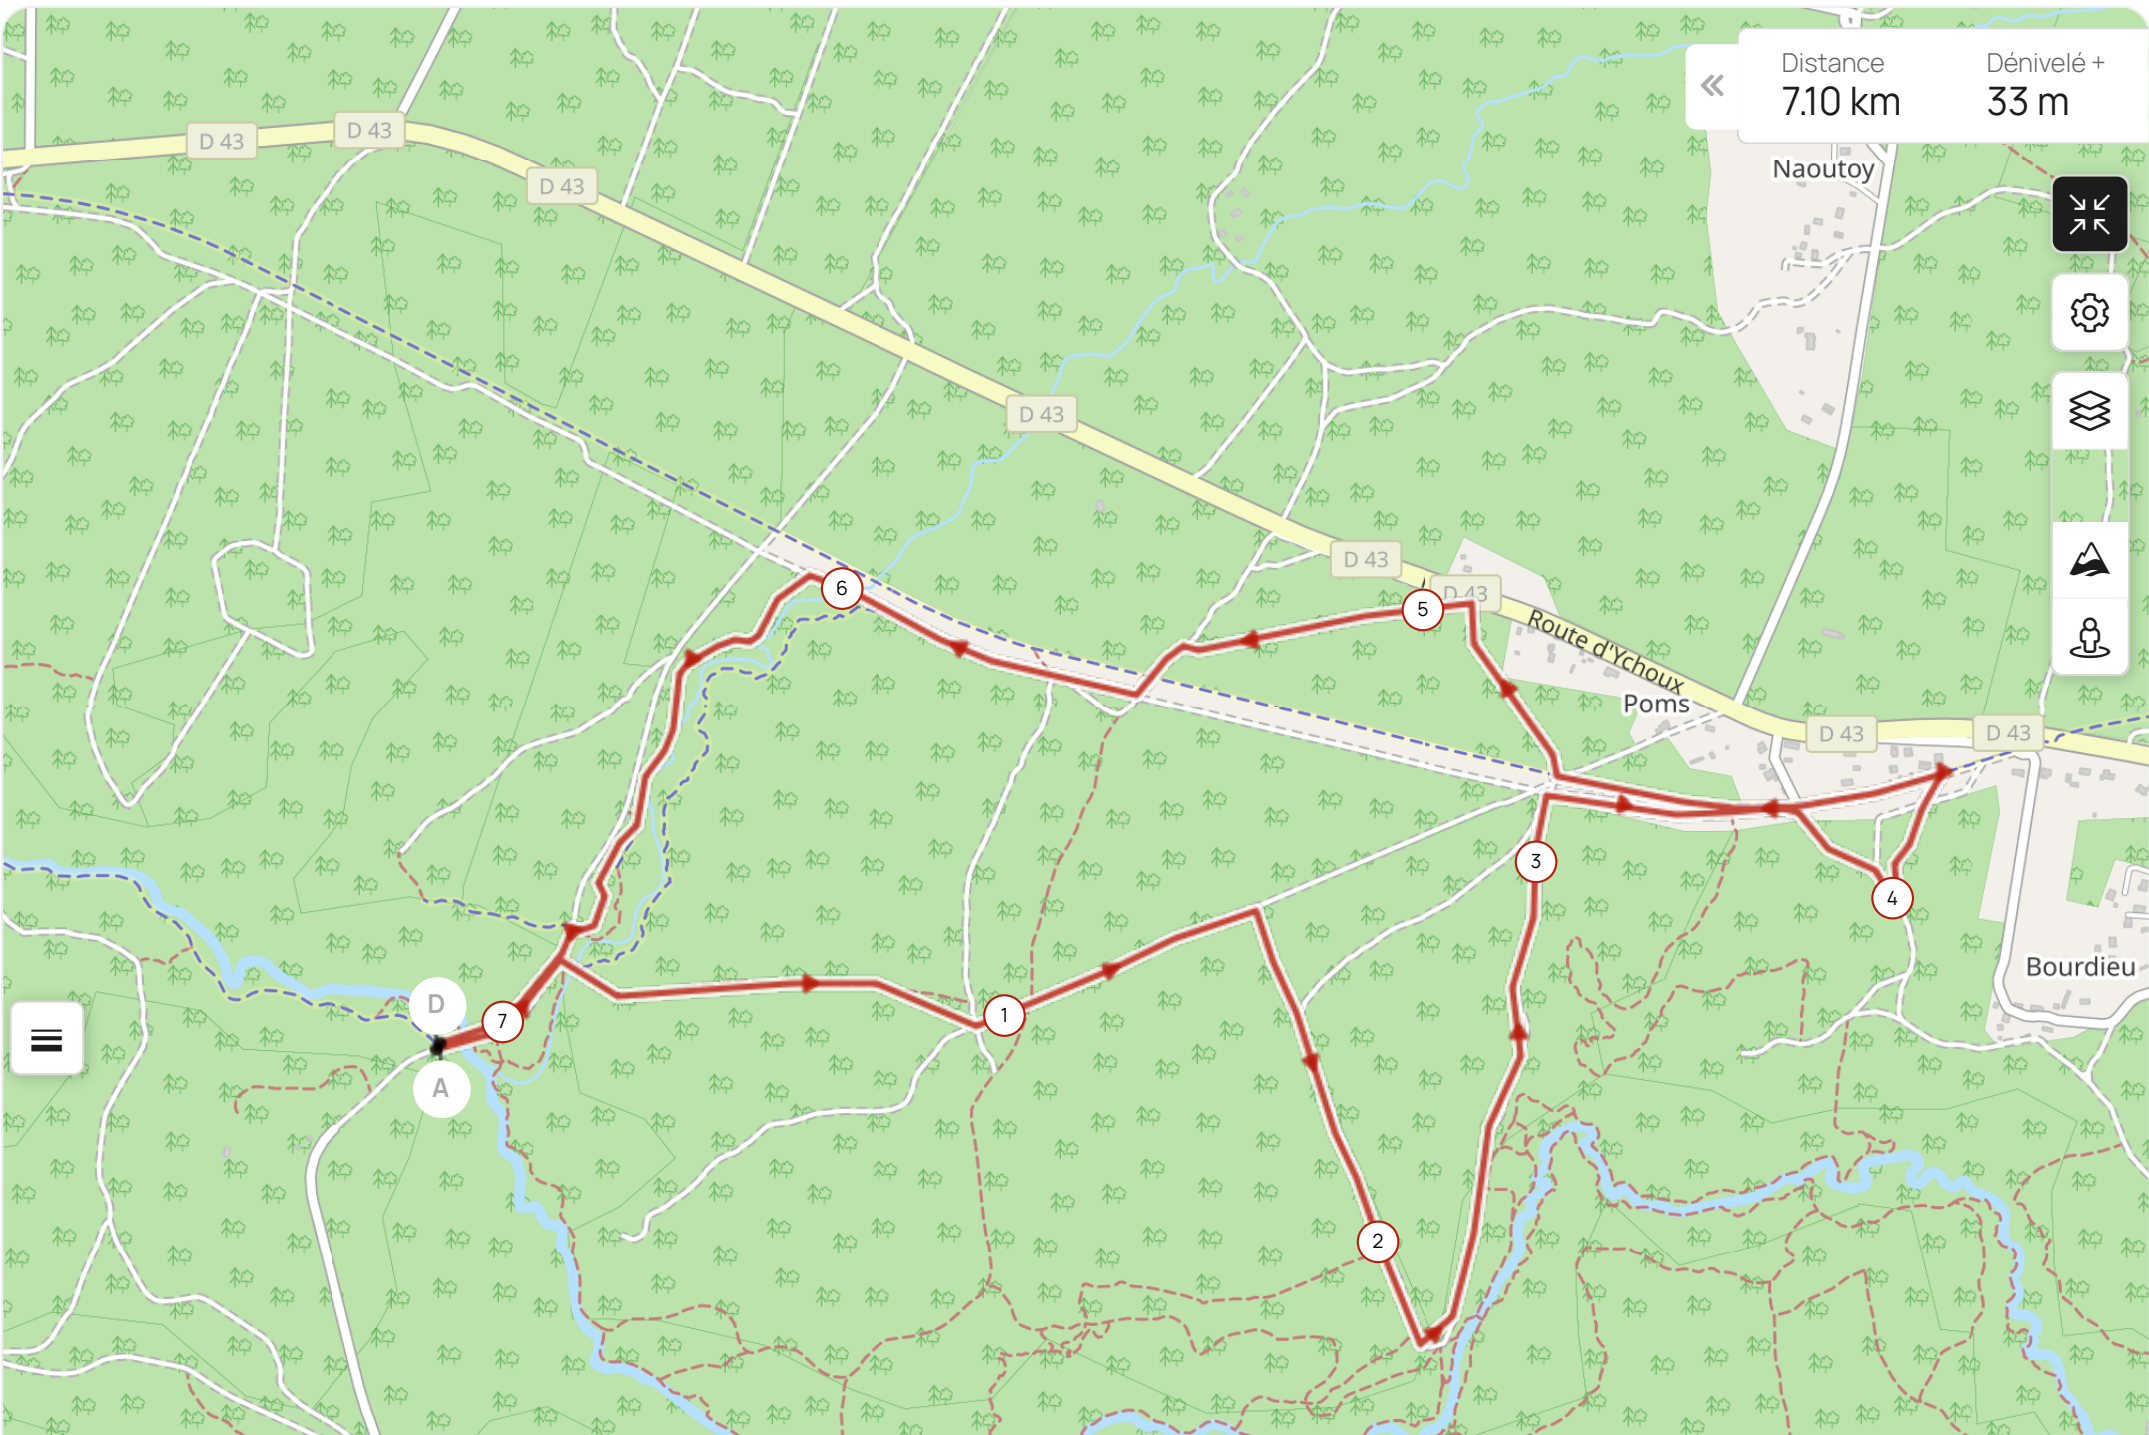 Distance
7.10 km
Dénivelé +
33 m
D 43
D 43
D 43
Naoutoy
D 43
D 43
D 43
6
5
Route d'Ychoux
Poms
D 43
D 43
3
4
Bourdieu
D
7
1
A
2